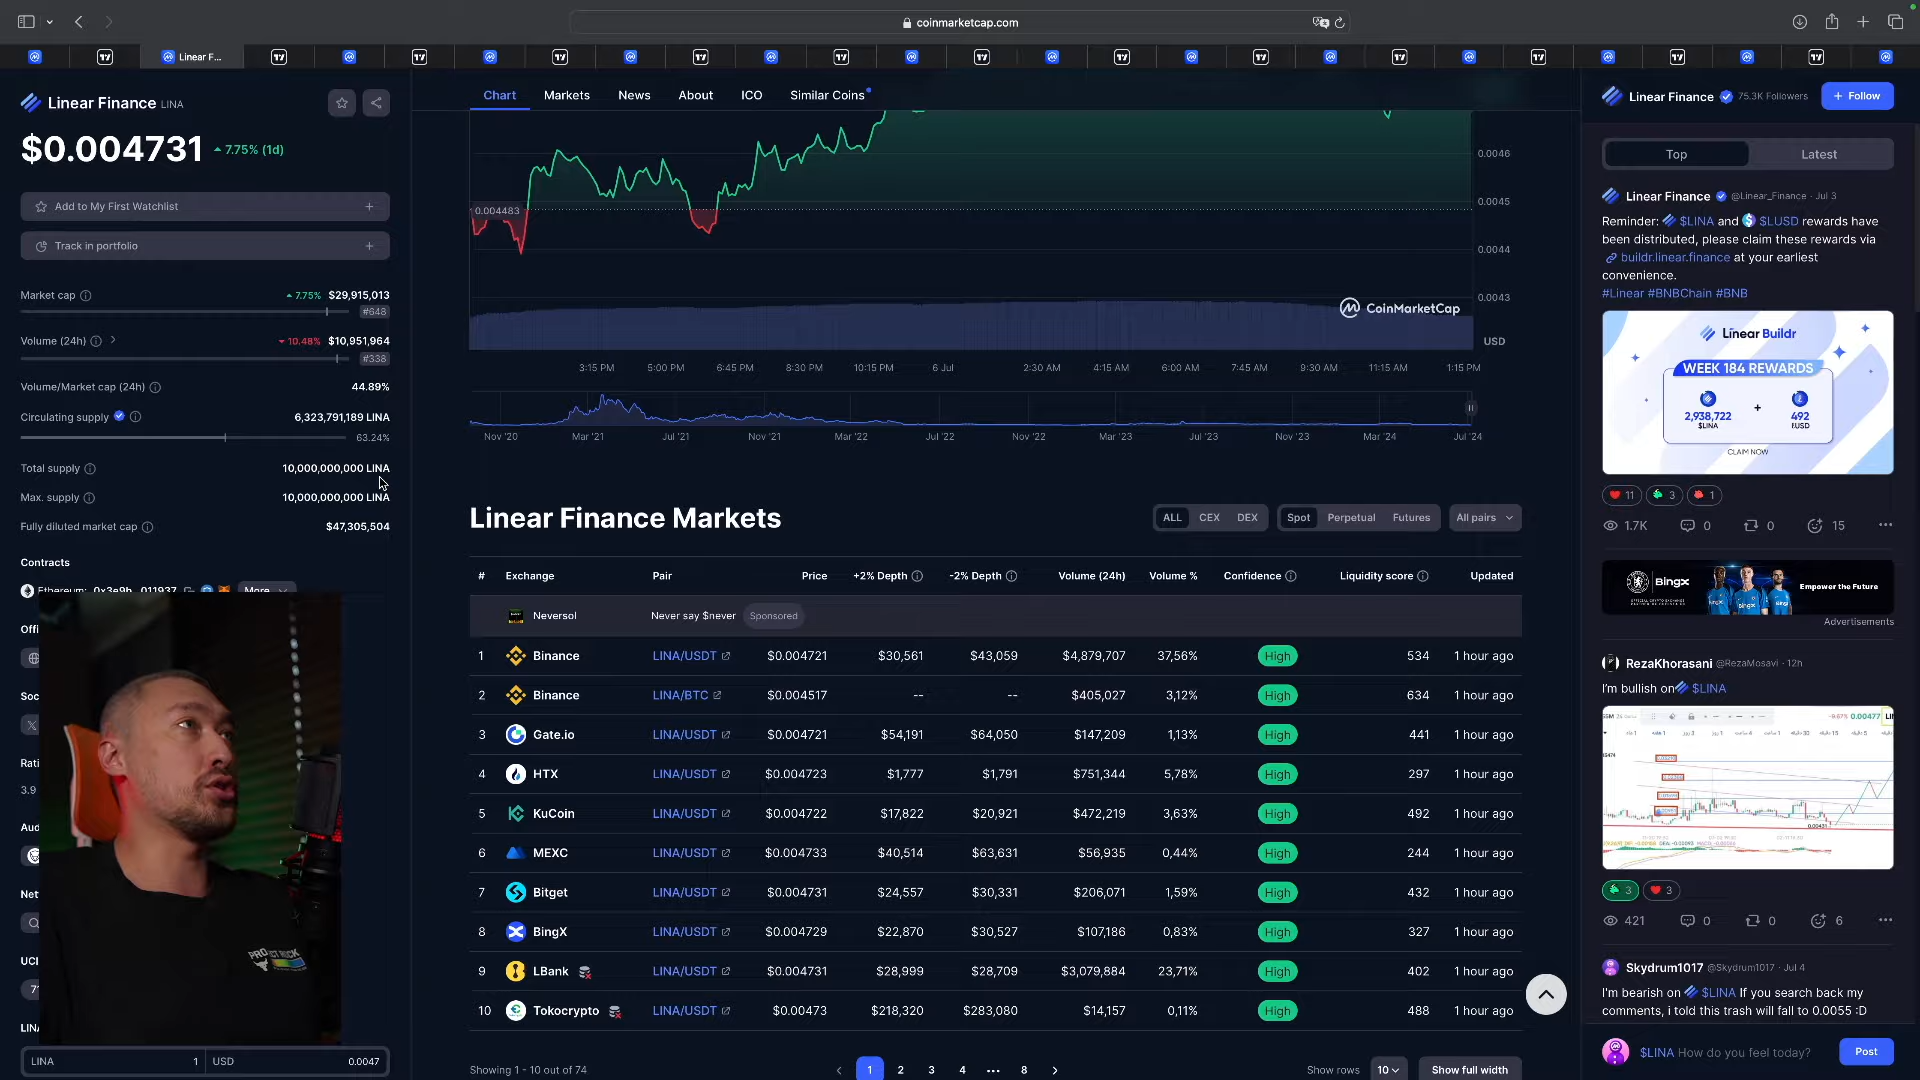 coinmarketcap.com
Linear F...
Linear Finance LINA
$0.004731 7.75% (1d)
Add to My First Watchlist +
Track in portfolio +
Market cap 7.75% $29,915,013
#648
Volume (24h) 10.48% $10,951,964
#338
Volume/Market cap (24h) 44.89%
Circulating supply 6,323,791,189 LINA
63.24%
Total supply 10,000,000,000 LINA
Max. supply 10,000,000,000 LINA
Fully diluted market cap $47,305,504
Contracts
Ethereum: 0x3e9b...011937 More
Offi
Soc
Rati
3.9
Aud
Net
UCI
LINA 1 USD 0.0047
Chart Markets News About ICO Similar Coins
0.0046
0.004483 0.0045
0.0044
0.0043
CoinMarketCap
USD
3:15 PM 5:00 PM 6:45 PM 8:30 PM 10:15 PM 6 Jul 2:30 AM 4:15 AM 6:00 AM 7:45 AM 9:30 AM 11:15 AM 1:15 PM
Nov '20 Mar '21 Jul '21 Nov '21 Mar '22 Jul '22 Nov '22 Mar '23 Jul '23 Nov '23 Mar '24 Jul '24
Linear Finance Markets
ALL CEX DEX Spot Perpetual Futures All pairs
# Exchange Pair Price +2% Depth -2% Depth Volume (24h) Volume % Confidence Liquidity score Updated
Neversol Never say $never Sponsored
1 Binance LINA/USDT $0.004721 $30,561 $43,059 $4,879,707 37,56% High 534 1 hour ago
2 Binance LINA/BTC $0.004517 -- -- $405,027 3,12% High 634 1 hour ago
3 Gate.io LINA/USDT $0.004721 $54,191 $64,050 $147,209 1,13% High 441 1 hour ago
4 HTX LINA/USDT $0.004723 $1,777 $1,791 $751,344 5,78% High 297 1 hour ago
5 KuCoin LINA/USDT $0.004722 $17,822 $20,921 $472,219 3,63% High 492 1 hour ago
6 MEXC LINA/USDT $0.004733 $40,514 $63,631 $56,935 0,44% High 244 1 hour ago
7 Bitget LINA/USDT $0.004731 $24,557 $30,331 $206,071 1,59% High 432 1 hour ago
8 BingX LINA/USDT $0.004729 $22,870 $30,527 $107,186 0,83% High 327 1 hour ago
9 LBank LINA/USDT $0.004731 $28,999 $28,709 $3,079,884 23,71% High 402 1 hour ago
10 Tokocrypto LINA/USDT $0.00473 $218,320 $283,080 $14,157 0,11% High 488 1 hour ago
Showing 1 - 10 out of 74 1 2 3 4 ... 8 Show rows 10 Show full width
Linear Finance 75.3K Followers + Follow
Top Latest
Linear Finance @Linear_Finance · Jul 3
Reminder: $LINA and $LUSD rewards have
been distributed, please claim these rewards via
buildr.linear.finance at your earliest
convenience.
#Linear #BNBChain #BNB
Linear Buildr
WEEK 184 REWARDS
2,938,722 + 492
$LINA ℓUSD
CLAIM NOW
11 3 1
1.7K 0 0 15
BingX Empower the Future
Advertisements
RezaKhorasani @RezaMosavi · 12h
I'm bullish on $LINA
-9.67% 0.00477 LI
0.00431
3 3
421 0 0 6
Skydrum1017 @Skydrum1017 · Jul 4
I'm bearish on $LINA If you search back my
comments, i told this trash will fall to 0.0055 :D
$LINA How do you feel today? Post